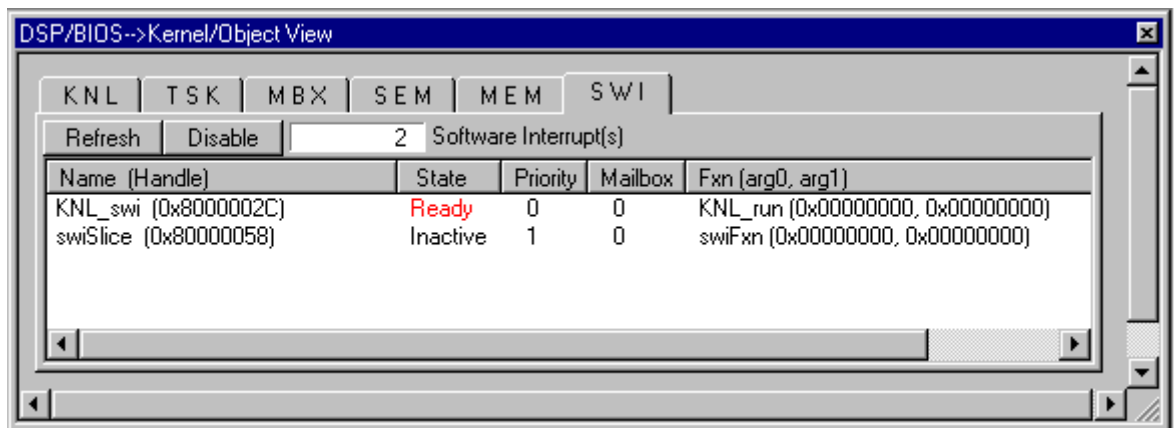 DSP/BIOS-->Kernel/Object View
KNL TSK MBX SEM MEM SWI
Refresh Disable 2 Software Interrupt(s)
Name (Handle) State Priority Mailbox Fxn (arg0, arg1)
KNL_swi (0x8000002C) Ready 0 0 KNL_run (0x00000000, 0x00000000)
swiSlice (0x80000058) Inactive 1 0 swiFxn (0x00000000, 0x00000000)